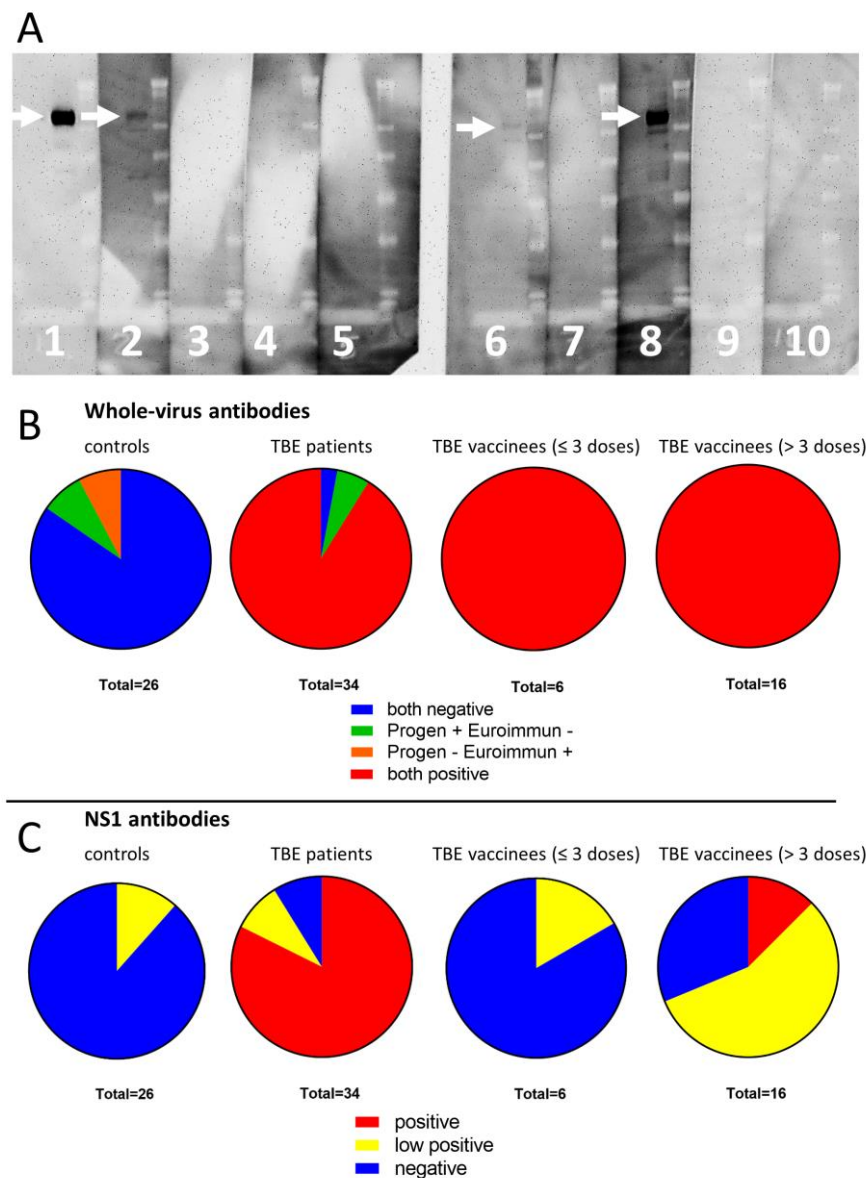 A
1 2 3 4 5 6 7 8 9 10
B
Whole-virus antibodies
controls TBE patients TBE vaccinees (≤ 3 doses) TBE vaccinees (> 3 doses)
Total=26 Total=34 Total=6 Total=16
both negative
Progen + Euroimmun -
Progen - Euroimmun +
both positive
C
NS1 antibodies
controls TBE patients TBE vaccinees (≤ 3 doses) TBE vaccinees (> 3 doses)
Total=26 Total=34 Total=6 Total=16
positive
low positive
negative